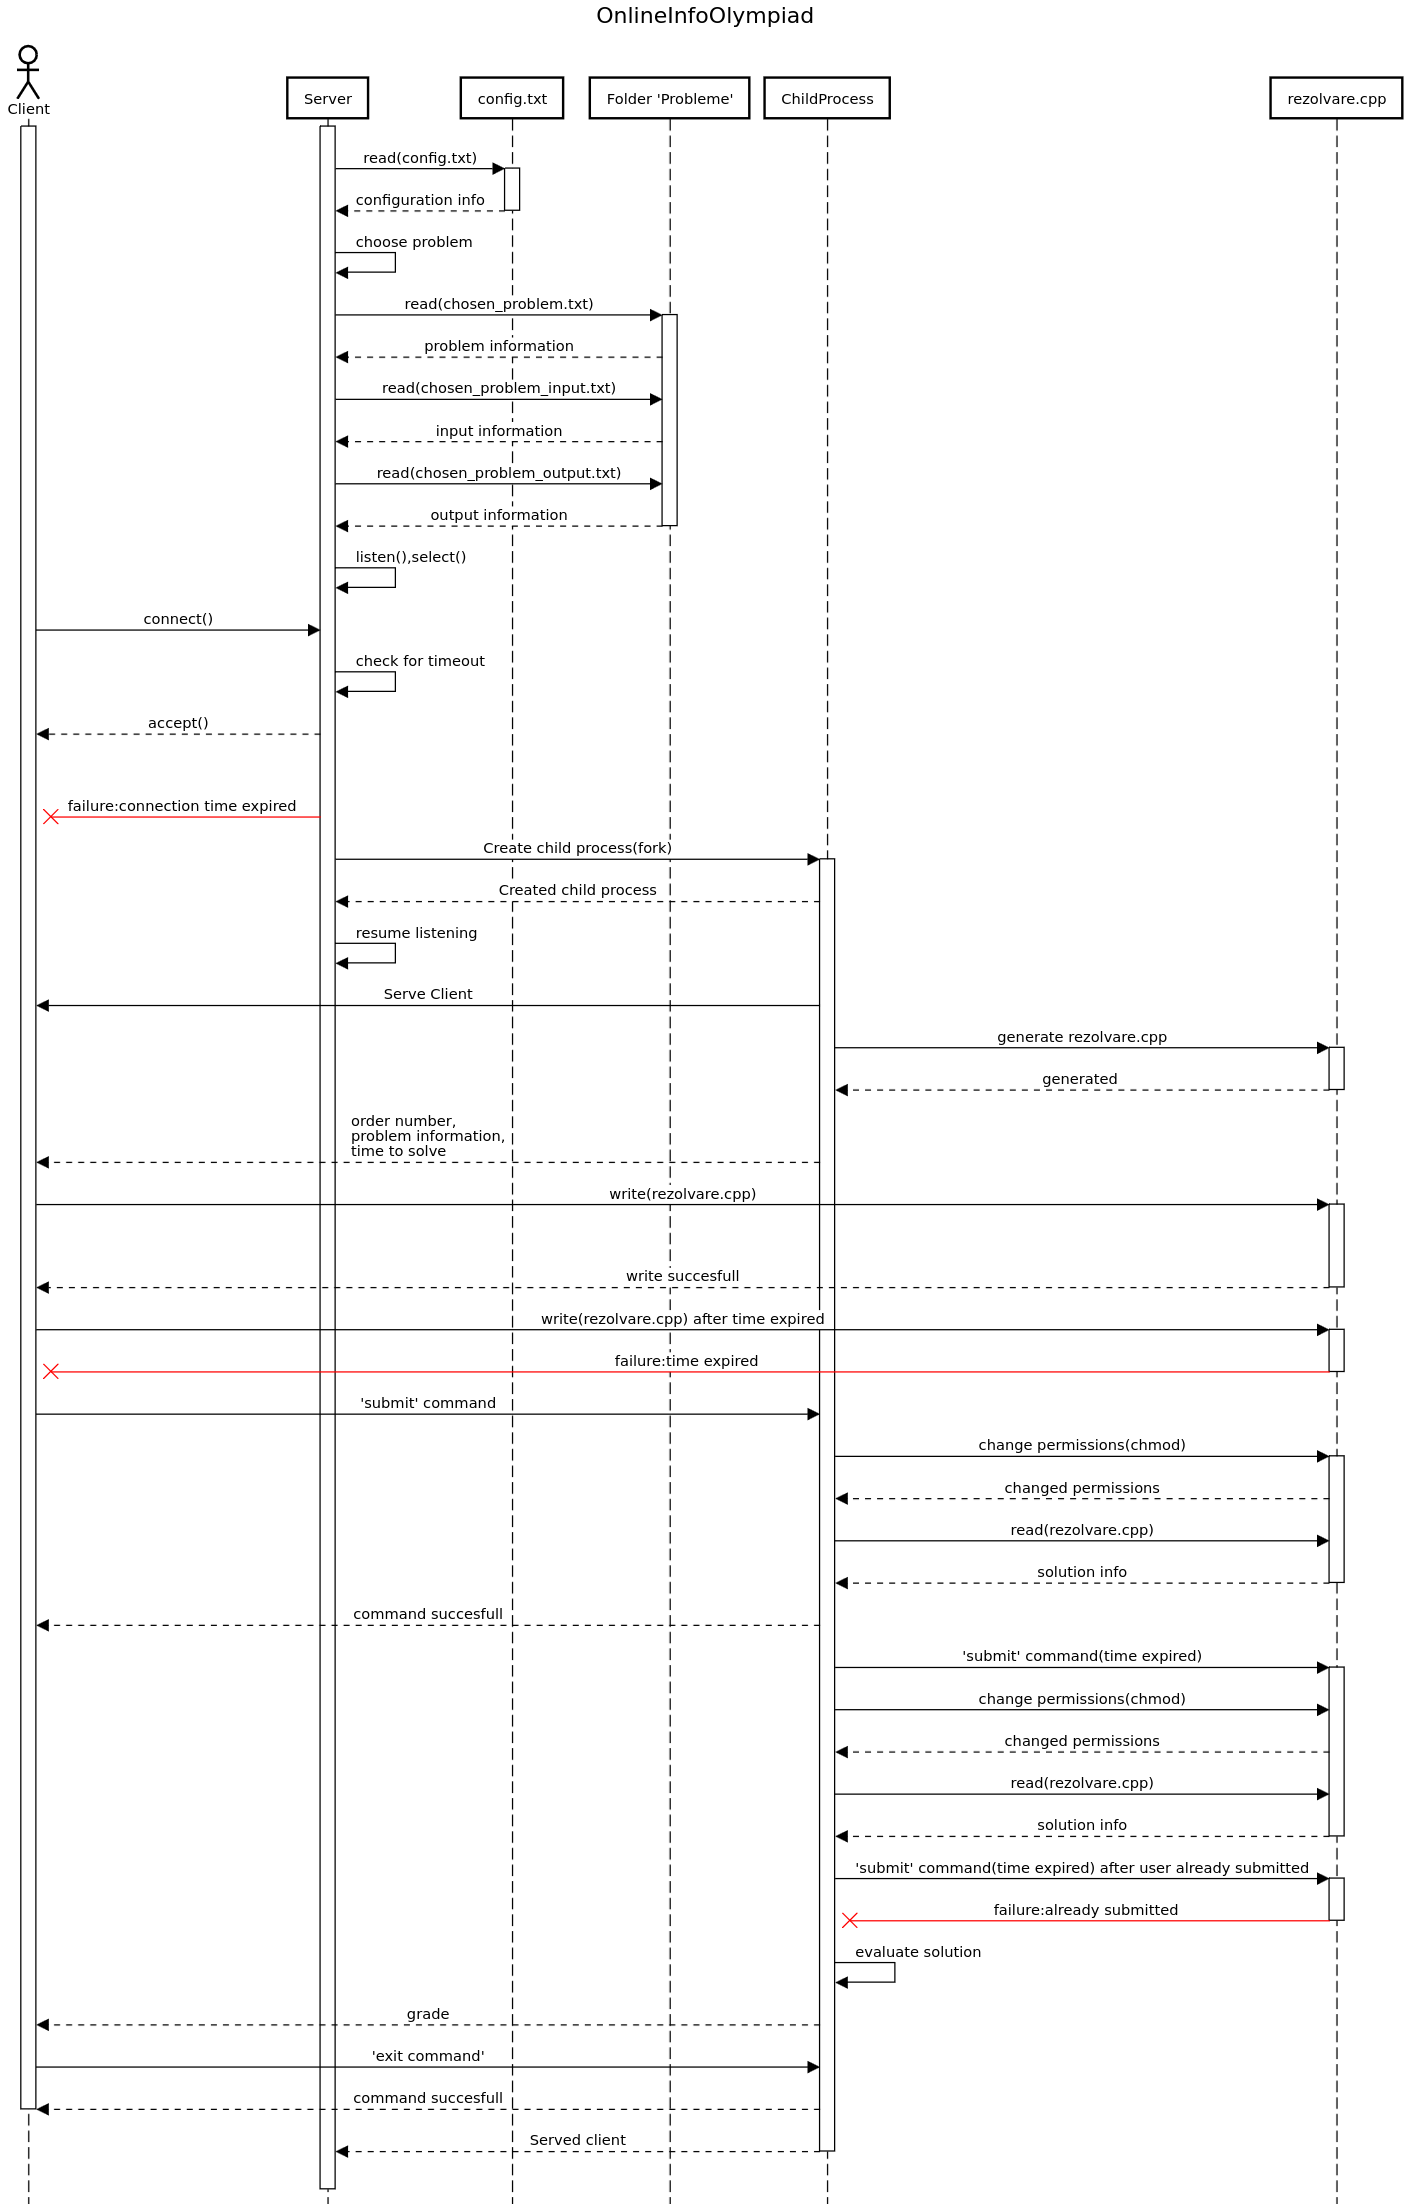 OnlineInfoOlympiad
Client
Server
config.txt
Folder 'Probleme'
ChildProcess
rezolvare.cpp
read(config.txt)
configuration info
choose problem
read(chosen_problem.txt)
problem information
read(chosen_problem_input.txt)
input information
read(chosen_problem_output.txt)
output information
listen(),select()
connect()
check for timeout
accept()
failure:connection time expired
Create child process(fork)
Created child process
resume listening
Serve Client
generate rezolvare.cpp
generated
order number,
problem information,
time to solve
write(rezolvare.cpp)
write succesfull
write(rezolvare.cpp) after time expired
failure:time expired
'submit' command
change permissions(chmod)
changed permissions
read(rezolvare.cpp)
solution info
command succesfull
'submit' command(time expired)
change permissions(chmod)
changed permissions
read(rezolvare.cpp)
solution info
'submit' command(time expired) after user already submitted
failure:already submitted
evaluate solution
grade
'exit command'
command succesfull
Served client